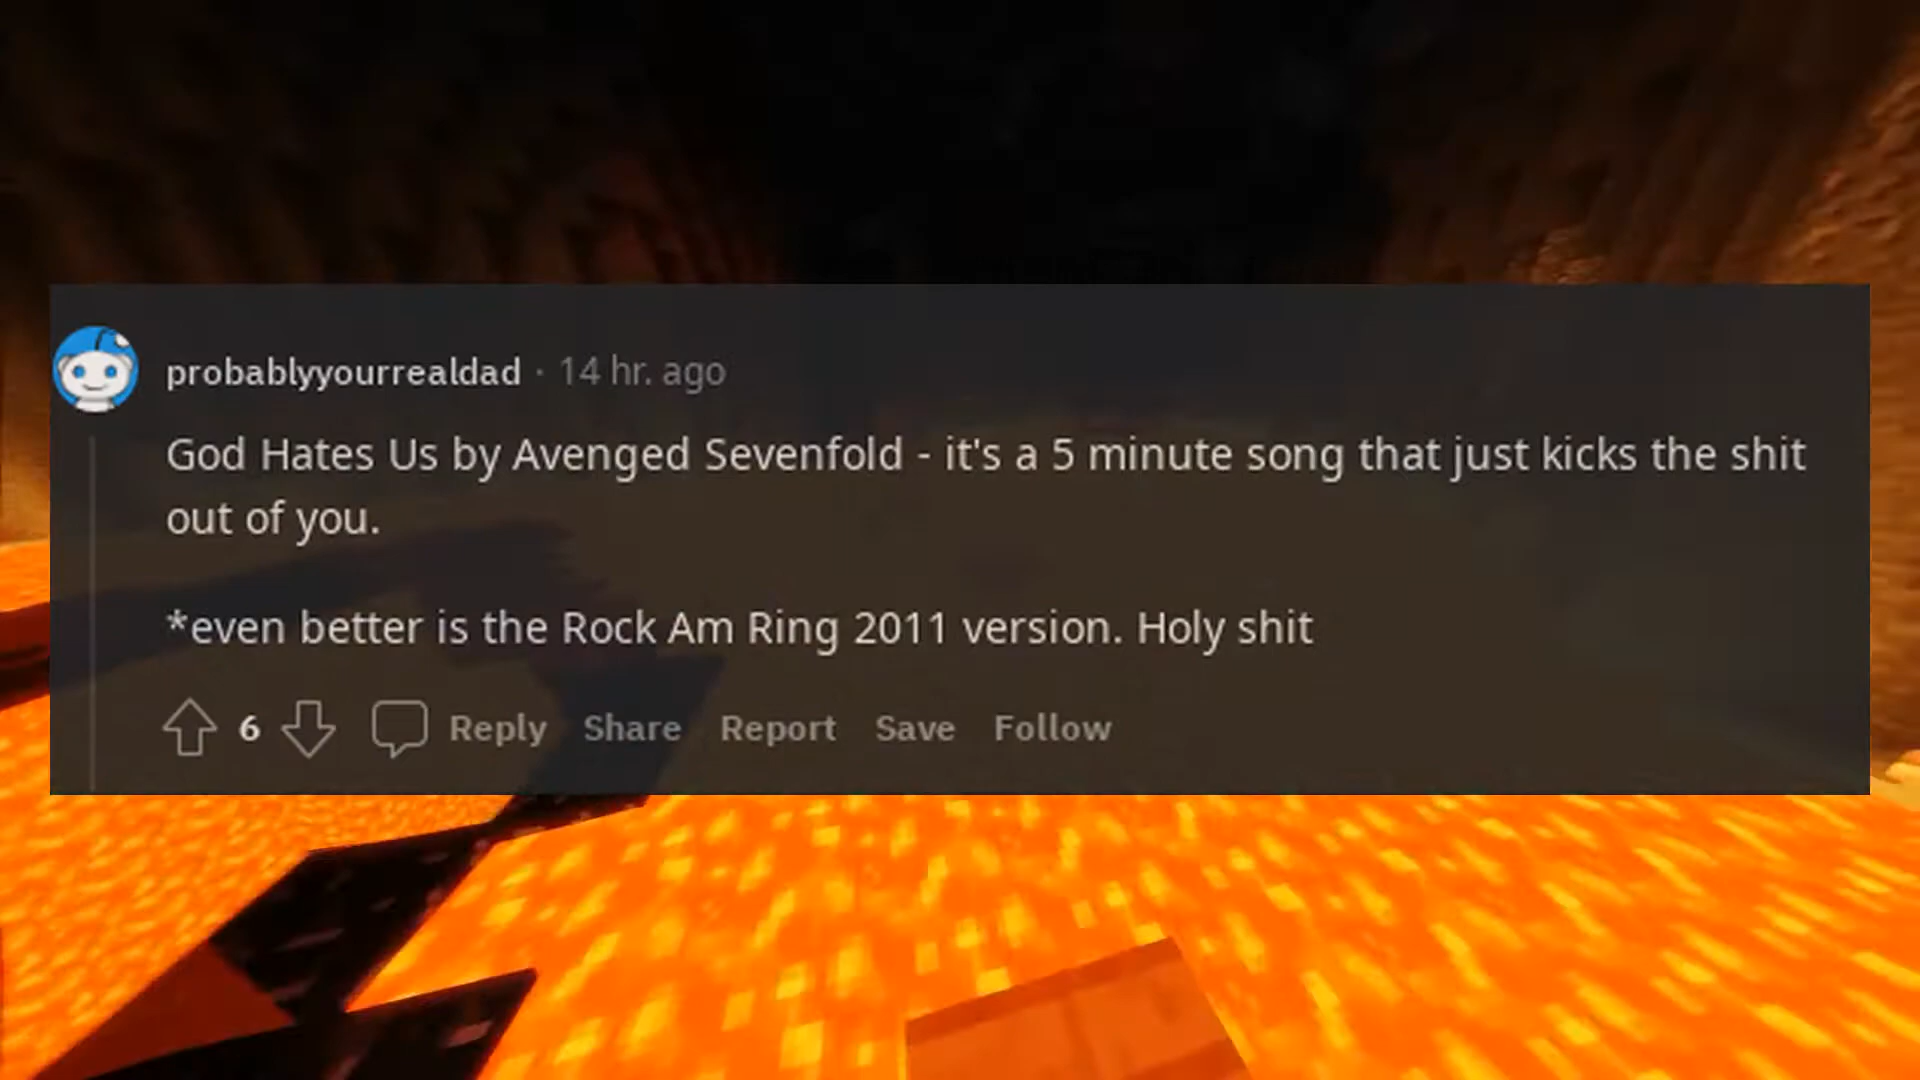 probablyyourrealdad · 14 hr. ago
God Hates Us by Avenged Sevenfold - it's a 5 minute song that just kicks the shit
out of you.
*even better is the Rock Am Ring 2011 version. Holy shit
6 Reply Share Report Save Follow